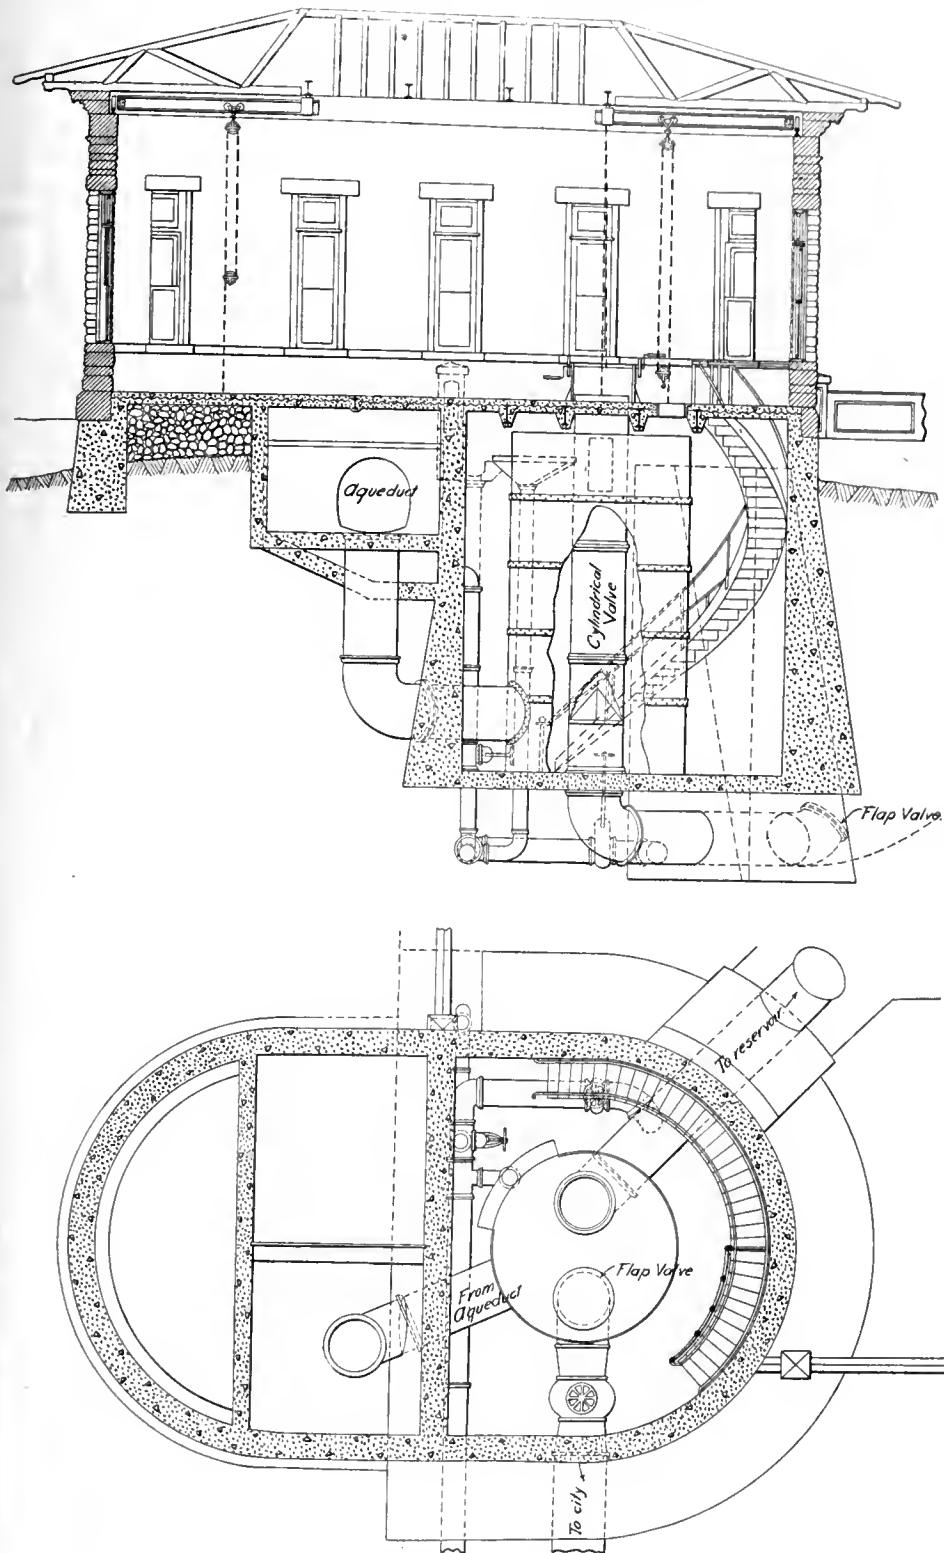 Aqueduct
Cylindrical
Valve
Flap Valve.
To reservoir
Flap Valve
From
Aqueduct
To city